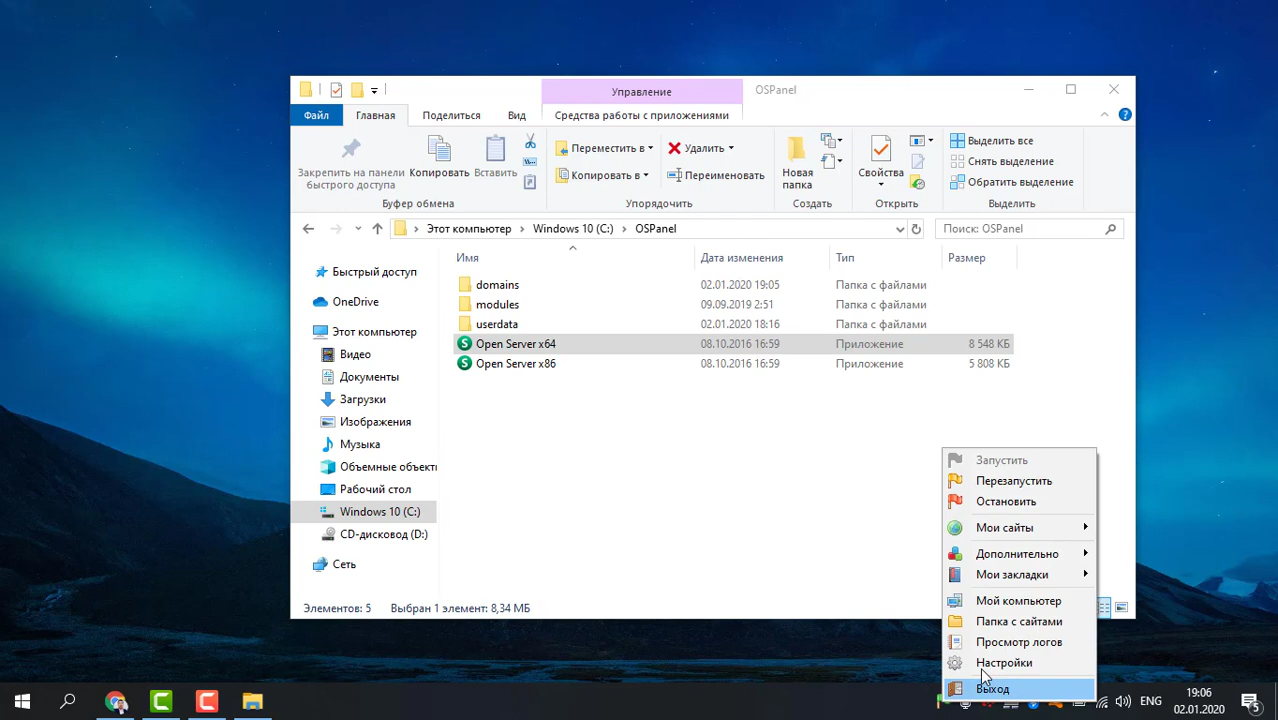 Управление
OSPanel
Файл Главная Поделиться Вид Средства работы с приложениями
Закрепить на панели быстрого доступа
Копировать
Вставить
Буфер обмена
Переместить в
Копировать в
Удалить
Переименовать
Упорядочить
Новая папка
Создать
Свойства
Открыть
Выделить все
Снять выделение
Обратить выделение
Выделить
Этот компьютер > Windows 10 (C:) > OSPanel
Поиск: OSPanel
Имя Дата изменения Тип Размер
domains 02.01.2020 19:05 Папка с файлами
modules 09.09.2019 2:51 Папка с файлами
userdata 02.01.2020 18:16 Папка с файлами
Open Server x64 08.10.2016 16:59 Приложение 8 548 КБ
Open Server x86 08.10.2016 16:59 Приложение 5 808 КБ
Быстрый доступ
OneDrive
Этот компьютер
Видео
Документы
Загрузки
Изображения
Музыка
Объемные объект
Рабочий стол
Windows 10 (C:)
CD-дисковод (D:)
Сеть
Элементов: 5 Выбран 1 элемент: 8,34 МБ
Запустить
Перезапустить
Остановить
Мои сайты
Дополнительно
Мои закладки
Мой компьютер
Папка с сайтами
Просмотр логов
Настройки
Выход
ENG
19:06
02.01.2020
5